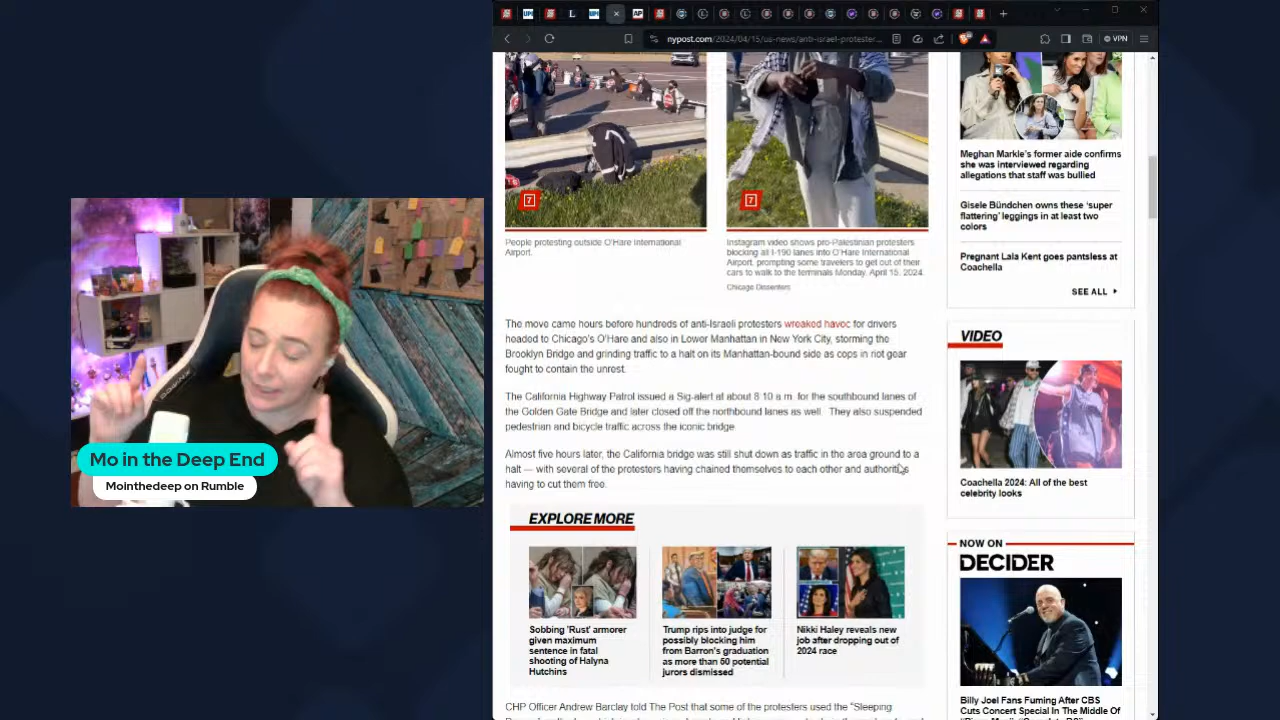 nypost.com/2024/04/15/us-news/anti-israel-protester...
VPN
7
7
People protesting outside O'Hare International
Airport.
Instagram video shows pro-Palestinian protesters
blocking all I-190 lanes into O'Hare International
Airport, prompting some travelers to get out of their
cars to walk to the terminals Monday, April 15, 2024.
Chicago Dissenters
The move came hours before hundreds of anti-Israeli protesters wreaked havoc for drivers
headed to Chicago's O'Hare and also in Lower Manhattan in New York City, storming the
Brooklyn Bridge and grinding traffic to a halt on its Manhattan-bound side as cops in riot gear
fought to contain the unrest.
The California Highway Patrol issued a Sig-alert at about 8:10 a.m. for the southbound lanes of
the Golden Gate Bridge and later closed off the northbound lanes as well. They also suspended
pedestrian and bicycle traffic across the iconic bridge.
Almost five hours later, the California bridge was still shut down as traffic in the area ground to a
halt — with several of the protesters having chained themselves to each other and authorities
having to cut them free.
EXPLORE MORE
Sobbing 'Rust' armorer
given maximum
sentence in fatal
shooting of Halyna
Hutchins
Trump rips into judge for
possibly blocking him
from Barron's graduation
as more than 50 potential
jurors dismissed
Nikki Haley reveals new
job after dropping out of
2024 race
CHP Officer Andrew Barclay told The Post that some of the protesters used the "Sleeping
Meghan Markle's former aide confirms
she was interviewed regarding
allegations that staff was bullied
Gisele Bündchen owns these 'super
flattering' leggings in at least two
colors
Pregnant Lala Kent goes pantsless at
Coachella
SEE ALL
VIDEO
Coachella 2024: All of the best
celebrity looks
NOW ON
DECIDER
Billy Joel Fans Fuming After CBS
Cuts Concert Special In The Middle Of
Mo in the Deep End
Mointhedeep on Rumble